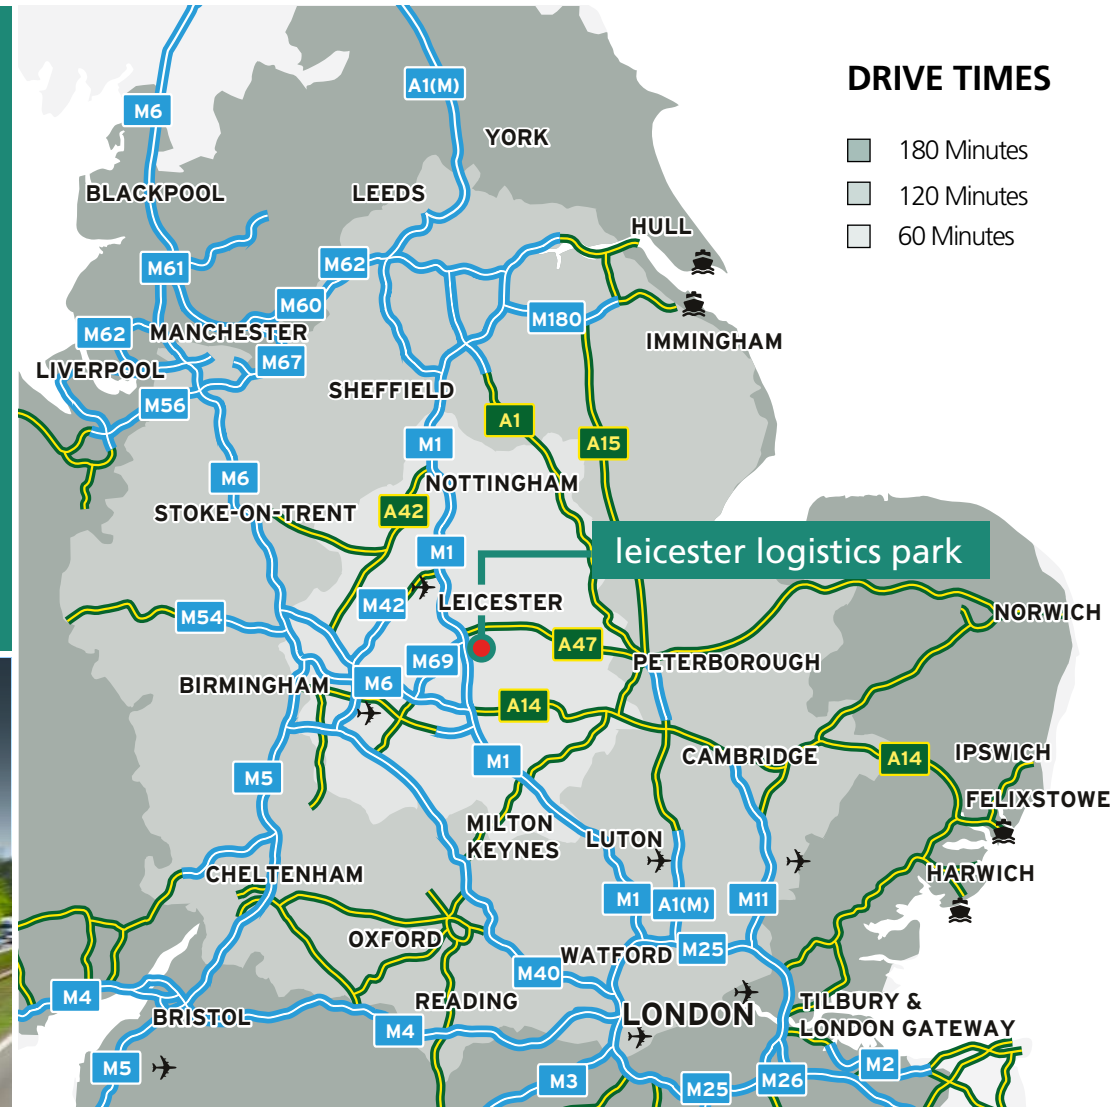 DRIVE TIMES
180 Minutes
120 Minutes
60 Minutes
A1(M)
M6
YORK
BLACKPOOL
LEEDS
HULL
M61
M62
M60
M180
M62
MANCHESTER
IMMINGHAM
LIVERPOOL
M67
SHEFFIELD
M56
A1
M1
A15
M6
NOTTINGHAM
STOKE-ON-TRENT
A42
M1
leicester logistics park
M42
LEICESTER
M54
NORWICH
A47
M69
PETERBOROUGH
BIRMINGHAM
M6
A14
M1
CAMBRIDGE
A14
IPSWICH
M5
FELIXSTOWE
MILTON
KEYNES
LUTON
CHELTENHAM
HARWICH
M1
A1(M)
M11
OXFORD
WATFORD
M25
M40
M4
READING
BRISTOL
M4
LONDON
TILBURY &
LONDON GATEWAY
M5
M3
M25
M26
M2